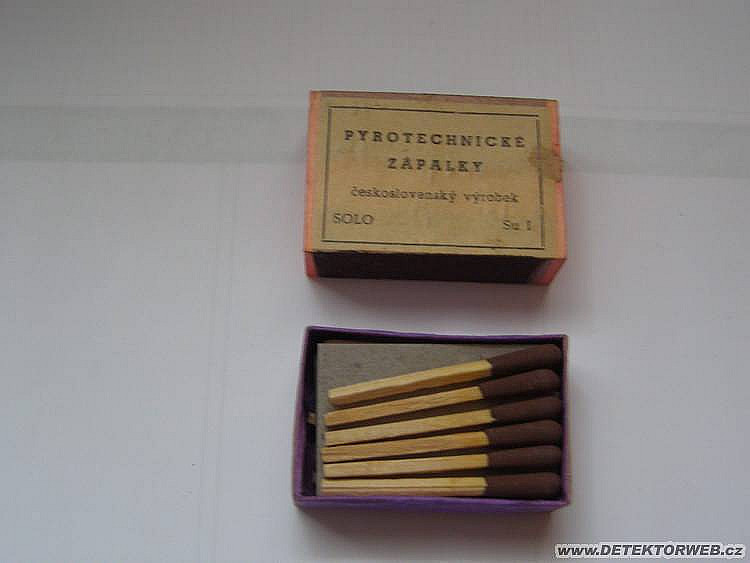 PYROTECHNICKÉ
ZÁPALKY
československý výrobek
SOLO Su I
www.DETEKTORWEB.cz